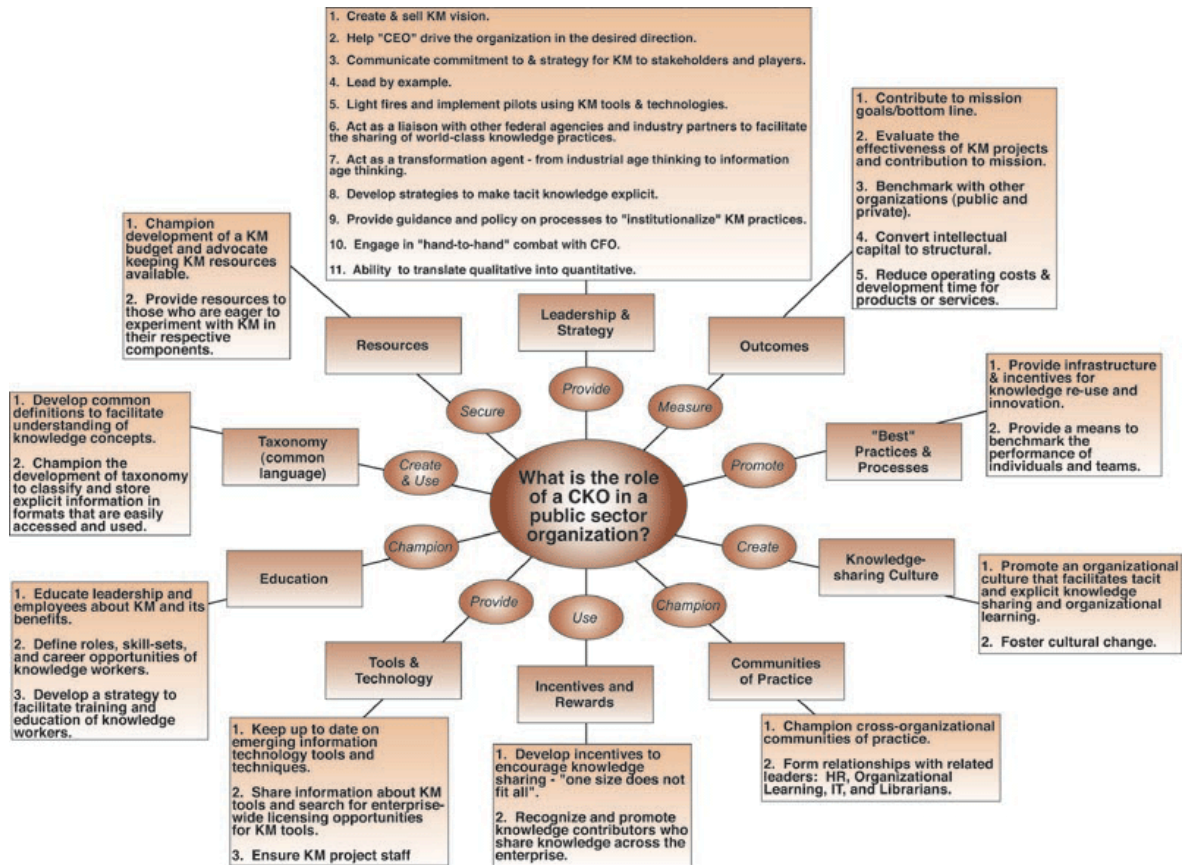 1. Create & sell KM vision.
2. Help "CEO" drive the organization in the desired direction.
3. Communicate commitment to & strategy for KM to stakeholders and players.
4. Lead by example.
5. Light fires and implement pilots using KM tools & technologies.
6. Act as a liaison with other federal agencies and industry partners to facilitate
the sharing of world-class knowledge practices.
7. Act as a transformation agent - from industrial age thinking to information
age thinking.
8. Develop strategies to make tacit knowledge explicit.
9. Provide guidance and policy on processes to "institutionalize" KM practices.
10. Engage in "hand-to-hand" combat with CFO.
11. Ability to translate qualitative into quantitative.
Leadership &
Strategy
Provide
1. Contribute to mission
goals/bottom line.
2. Evaluate the
effectiveness of KM projects
and contribution to mission.
3. Benchmark with other
organizations (public and
private).
4. Convert intellectual
capital to structural.
5. Reduce operating costs &
development time for
products or services.
Outcomes
Measure
1. Provide infrastructure
& incentives for
knowledge re-use and
innovation.
2. Provide a means to
benchmark the
performance of
individuals and teams.
"Best"
Practices &
Processes
Promote
1. Promote an organizational
culture that facilitates tacit
and explicit knowledge
sharing and organizational
learning.
2. Foster cultural change.
Knowledge-
sharing Culture
Create
Champion
Communities
of Practice
1. Champion cross-organizational
communities of practice.
2. Form relationships with related
leaders: HR, Organizational
Learning, IT, and Librarians.
Use
Incentives and
Rewards
1. Develop incentives to
encourage knowledge
sharing - "one size does not
fit all".
2. Recognize and promote
knowledge contributors who
share knowledge across the
enterprise.
Provide
Tools &
Technology
1. Keep up to date on
emerging information
technology tools and
techniques.
2. Share information about KM
tools and search for enterprise-
wide licensing opportunities
for KM tools.
3. Ensure KM project staff
Champion
Education
1. Educate leadership and
employees about KM and its
benefits.
2. Define roles, skill-sets,
and career opportunities of
knowledge workers.
3. Develop a strategy to
facilitate training and
education of knowledge
workers.
Create
& Use
Taxonomy
(common
language)
1. Develop common
definitions to facilitate
understanding of
knowledge concepts.
2. Champion the
development of taxonomy
to classify and store
explicit information in
formats that are easily
accessed and used.
Secure
Resources
1. Champion
development of a KM
budget and advocate
keeping KM resources
available.
2. Provide resources to
those who are eager to
experiment with KM in
their respective
components.
What is the role
of a CKO in a
public sector
organization?